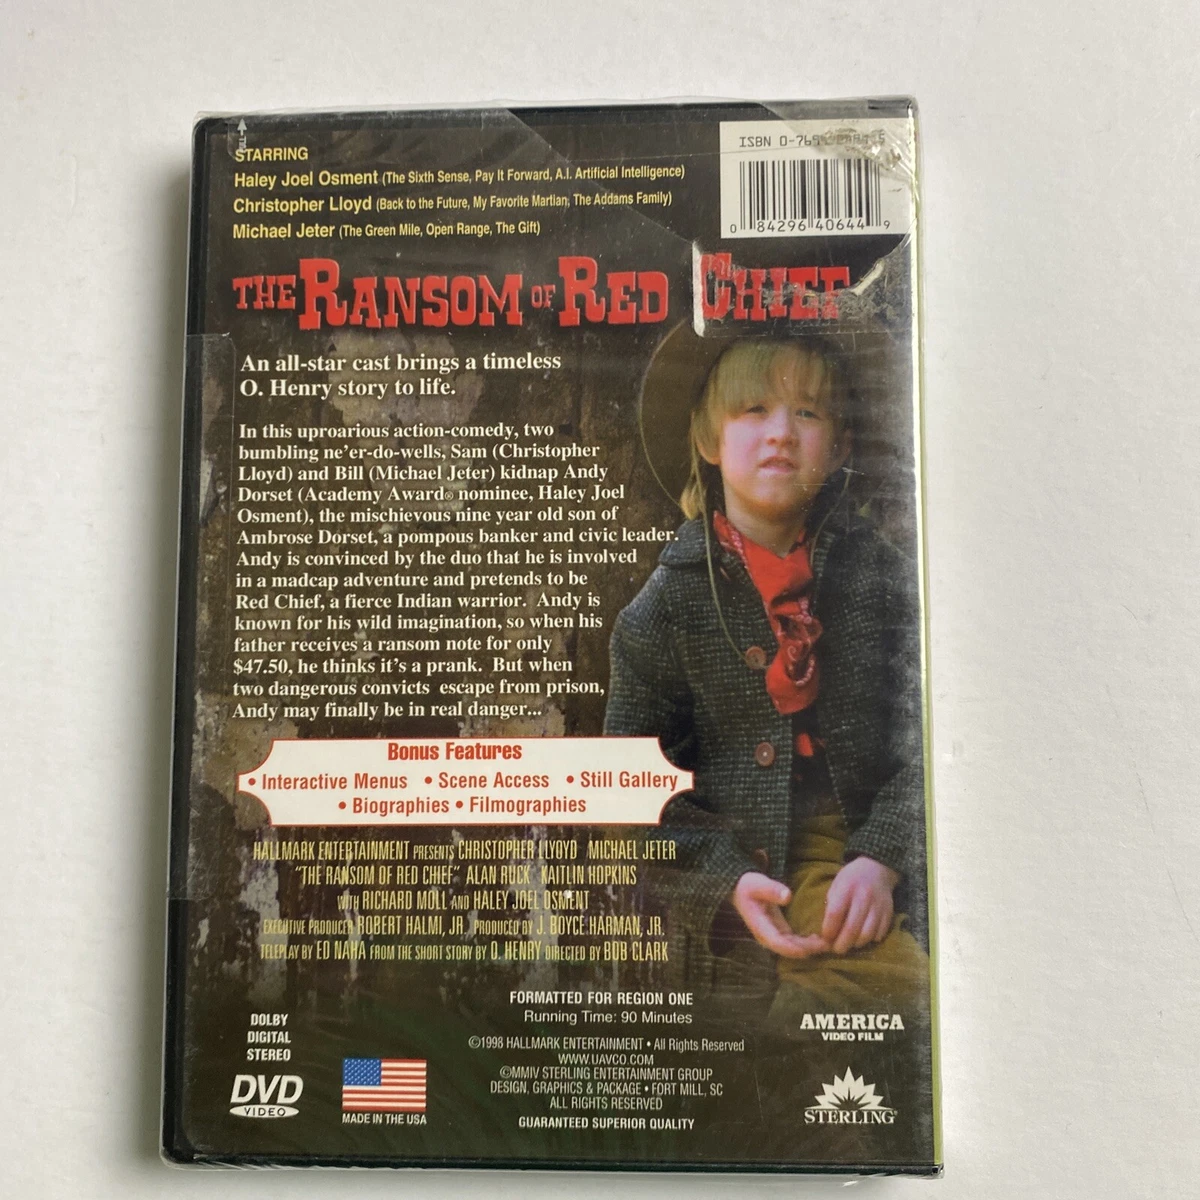 PULL
STARRING
Haley Joel Osment (The Sixth Sense, Pay It Forward, A.I. Artificial Intelligence)
Christopher Lloyd (Back to the Future, My Favorite Martian, The Addams Family)
Michael Jeter (The Green Mile, Open Range, The Gift)
ISBN 0-76
0 84296 40644 9
THE RANSOM OF RED CHIEF
An all-star cast brings a timeless
O. Henry story to life.
In this uproarious action-comedy, two
bumbling ne'er-do-wells, Sam (Christopher
Lloyd) and Bill (Michael Jeter) kidnap Andy
Dorset (Academy Award® nominee, Haley Joel
Osment), the mischievous nine year old son of
Ambrose Dorset, a pompous banker and civic leader.
Andy is convinced by the duo that he is involved
in a madcap adventure and pretends to be
Red Chief, a fierce Indian warrior. Andy is
known for his wild imagination, so when his
father receives a ransom note for only
$47.50, he thinks it's a prank. But when
two dangerous convicts escape from prison,
Andy may finally be in real danger...
Bonus Features
• Interactive Menus • Scene Access • Still Gallery
• Biographies • Filmographies
HALLMARK ENTERTAINMENT PRESENTS CHRISTOPHER LLYOYD MICHAEL JETER
"THE RANSOM OF RED CHIEF" ALAN RUCK KAITLIN HOPKINS
WITH RICHARD MOLL AND HALEY JOEL OSMENT
EXECUTIVE PRODUCER ROBERT HALMI, JR. PRODUCED BY J. BOYCE HARMAN, JR.
TELEPLAY BY ED NAHA FROM THE SHORT STORY BY O. HENRY DIRECTED BY BOB CLARK
FORMATTED FOR REGION ONE
Running Time: 90 Minutes
DOLBY
DIGITAL
STEREO
DVD
VIDEO
MADE IN THE USA
©1998 HALLMARK ENTERTAINMENT • All Rights Reserved
WWW.UAVCO.COM
©MMIV STERLING ENTERTAINMENT GROUP
DESIGN, GRAPHICS & PACKAGE • FORT MILL, SC
ALL RIGHTS RESERVED
GUARANTEED SUPERIOR QUALITY
AMERICA
VIDEO FILM
STERLING